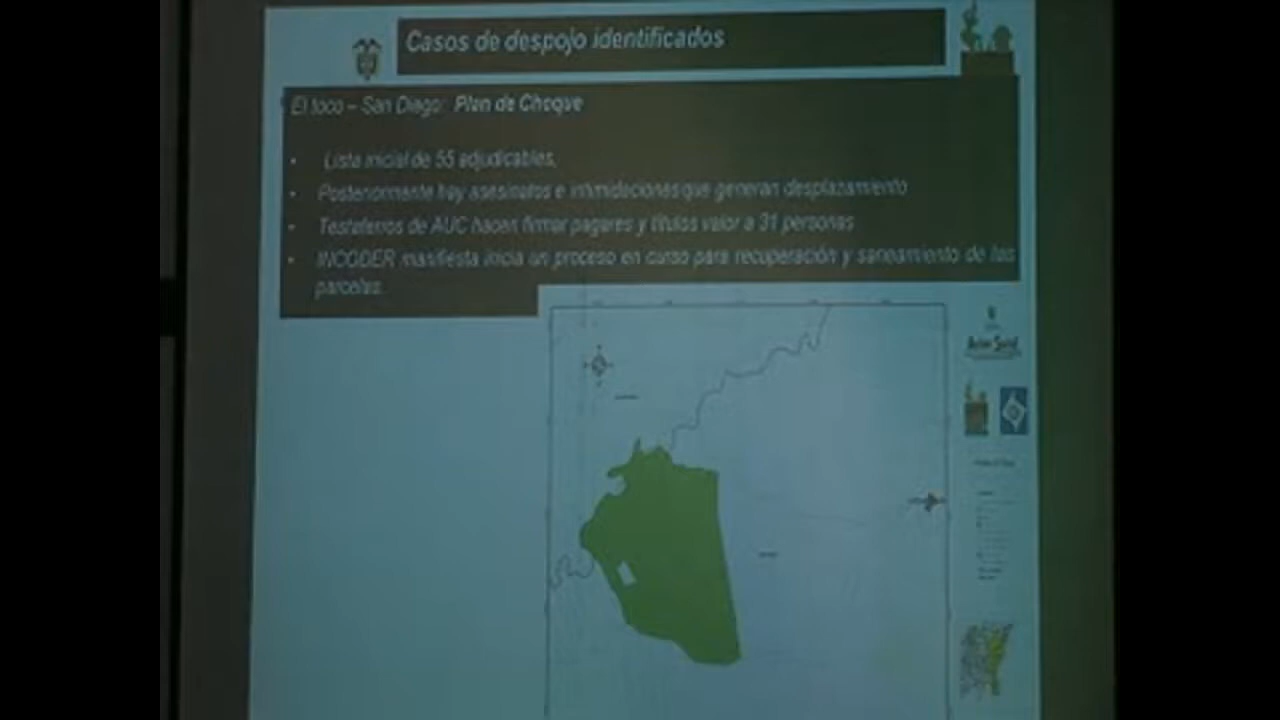 Casos de despojo identificados
El toco – San Diego: Plan de Choque
• Lista inicial de 55 adjudicables,
• Posteriormente hay asesinatos e intimidaciones que generan desplazamiento
• Testaferros de AUC hacen firmar pagares y títulos valor a 31 personas
• INCODER manifiesta inicia un proceso en curso para recuperación y saneamiento de las
parcelas.